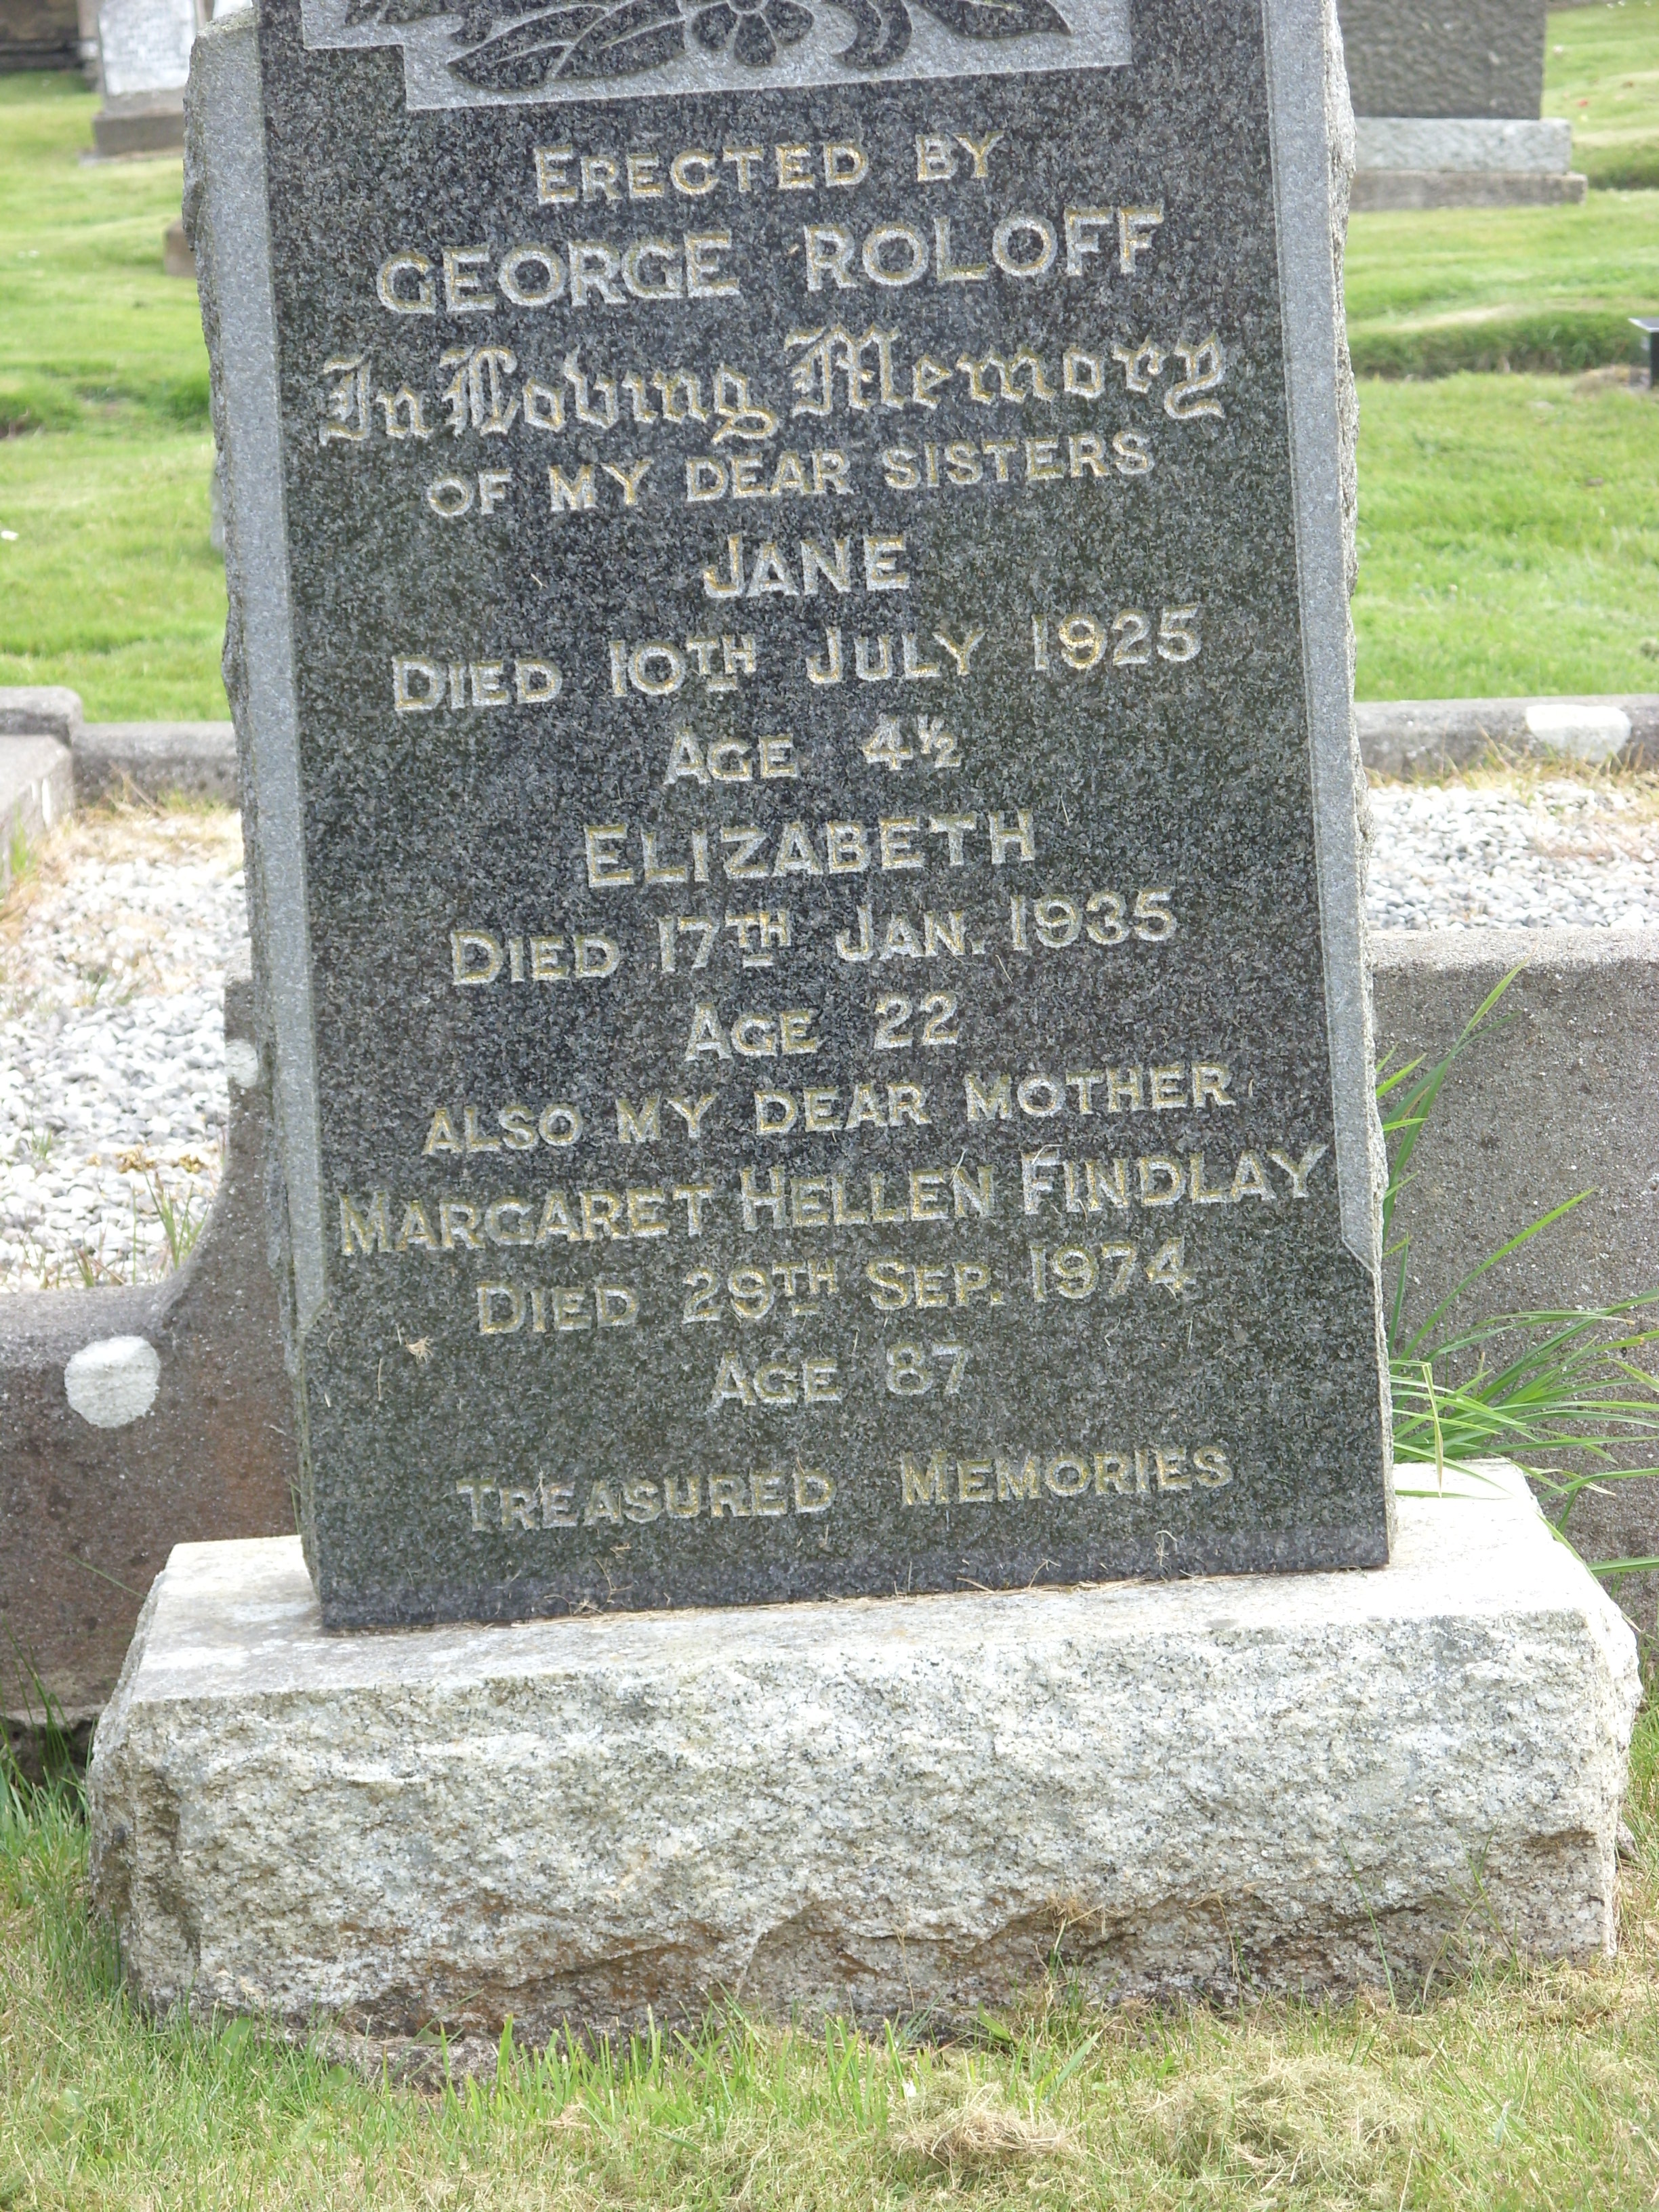 ERECTED BY
GEORGE ROLOFF
In Loving Memory
OF MY DEAR SISTERS
JANE
DIED 10TH JULY 1925
AGE 4½
ELIZABETH
DIED 17TH JAN. 1935
AGE 22
ALSO MY DEAR MOTHER
MARGARET HELLEN FINDLAY
DIED 29TH SEP. 1974
AGE 87
TREASURED MEMORIES